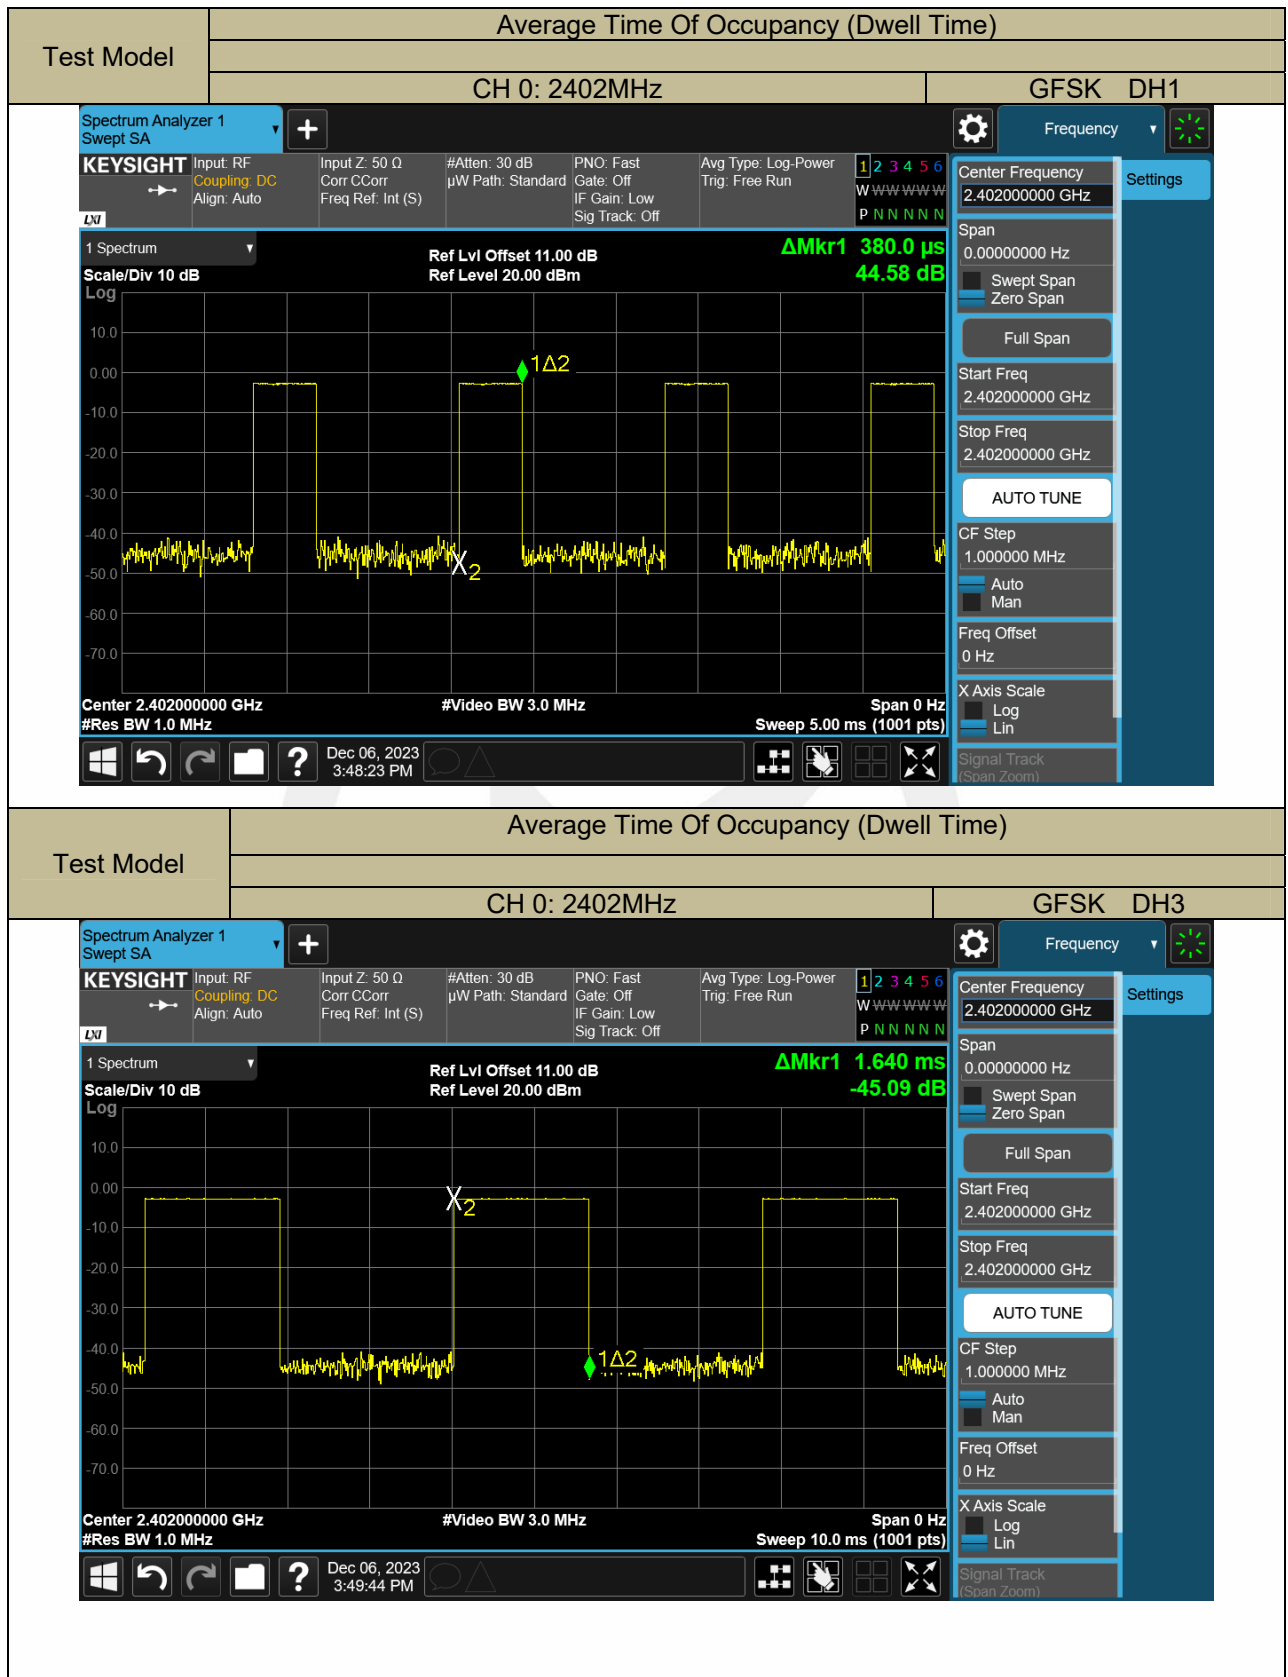 Average Time Of Occupancy (Dwell Time)
Test Model
CH 0: 2402MHz GFSK DH1
Spectrum Analyzer 1
Swept SA
Frequency
KEYSIGHT
LXI
Input: RF
Coupling: DC
Align: Auto
Input Z: 50 Ω
Corr CCorr
Freq Ref: Int (S)
#Atten: 30 dB
µW Path: Standard
PNO: Fast
Gate: Off
IF Gain: Low
Sig Track: Off
Avg Type: Log-Power
Trig: Free Run
1 2 3 4 5 6
W W W W W W
P N N N N N
Center Frequency
2.402000000 GHz
Settings
Span
0.00000000 Hz
Swept Span
Zero Span
Full Span
Start Freq
2.402000000 GHz
Stop Freq
2.402000000 GHz
AUTO TUNE
CF Step
1.000000 MHz
Auto
Man
Freq Offset
0 Hz
X Axis Scale
Log
Lin
Signal Track
(Span Zoom)
1 Spectrum
Scale/Div 10 dB
Ref Lvl Offset 11.00 dB
Ref Level 20.00 dBm
ΔMkr1 380.0 µs
44.58 dB
Log
10.0
0.00
-10.0
-20.0
-30.0
-40.0
-50.0
-60.0
-70.0
1Δ2
X2
Center 2.402000000 GHz
#Res BW 1.0 MHz
#Video BW 3.0 MHz
Span 0 Hz
Sweep 5.00 ms (1001 pts)
?
Dec 06, 2023
3:48:23 PM
Average Time Of Occupancy (Dwell Time)
Test Model
CH 0: 2402MHz GFSK DH3
Spectrum Analyzer 1
Swept SA
Frequency
KEYSIGHT
LXI
Input: RF
Coupling: DC
Align: Auto
Input Z: 50 Ω
Corr CCorr
Freq Ref: Int (S)
#Atten: 30 dB
µW Path: Standard
PNO: Fast
Gate: Off
IF Gain: Low
Sig Track: Off
Avg Type: Log-Power
Trig: Free Run
1 2 3 4 5 6
W W W W W W
P N N N N N
Center Frequency
2.402000000 GHz
Settings
Span
0.00000000 Hz
Swept Span
Zero Span
Full Span
Start Freq
2.402000000 GHz
Stop Freq
2.402000000 GHz
AUTO TUNE
CF Step
1.000000 MHz
Auto
Man
Freq Offset
0 Hz
X Axis Scale
Log
Lin
Signal Track
(Span Zoom)
1 Spectrum
Scale/Div 10 dB
Ref Lvl Offset 11.00 dB
Ref Level 20.00 dBm
ΔMkr1 1.640 ms
-45.09 dB
Log
10.0
0.00
-10.0
-20.0
-30.0
-40.0
-50.0
-60.0
-70.0
X2
1Δ2
Center 2.402000000 GHz
#Res BW 1.0 MHz
#Video BW 3.0 MHz
Span 0 Hz
Sweep 10.0 ms (1001 pts)
?
Dec 06, 2023
3:49:44 PM